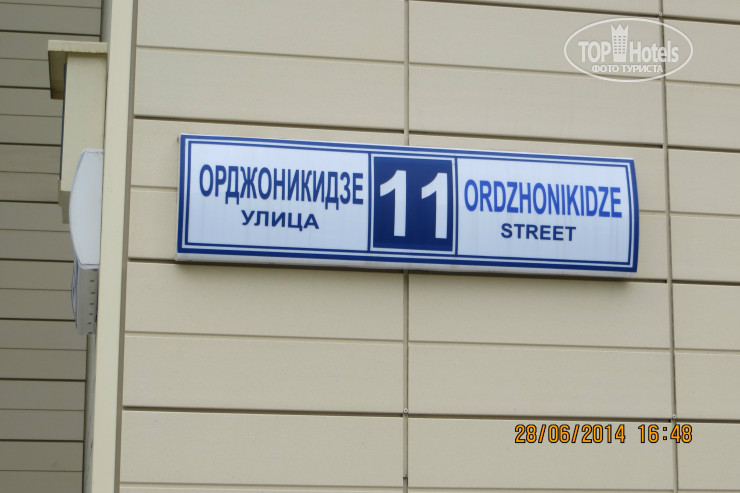 TOP Hotels
ФОТО ТУРИСТА
ОРДЖОНИКИДЗЕ
УЛИЦА
11
ORDZHONIKIDZE
STREET
28/06/2014 16:48